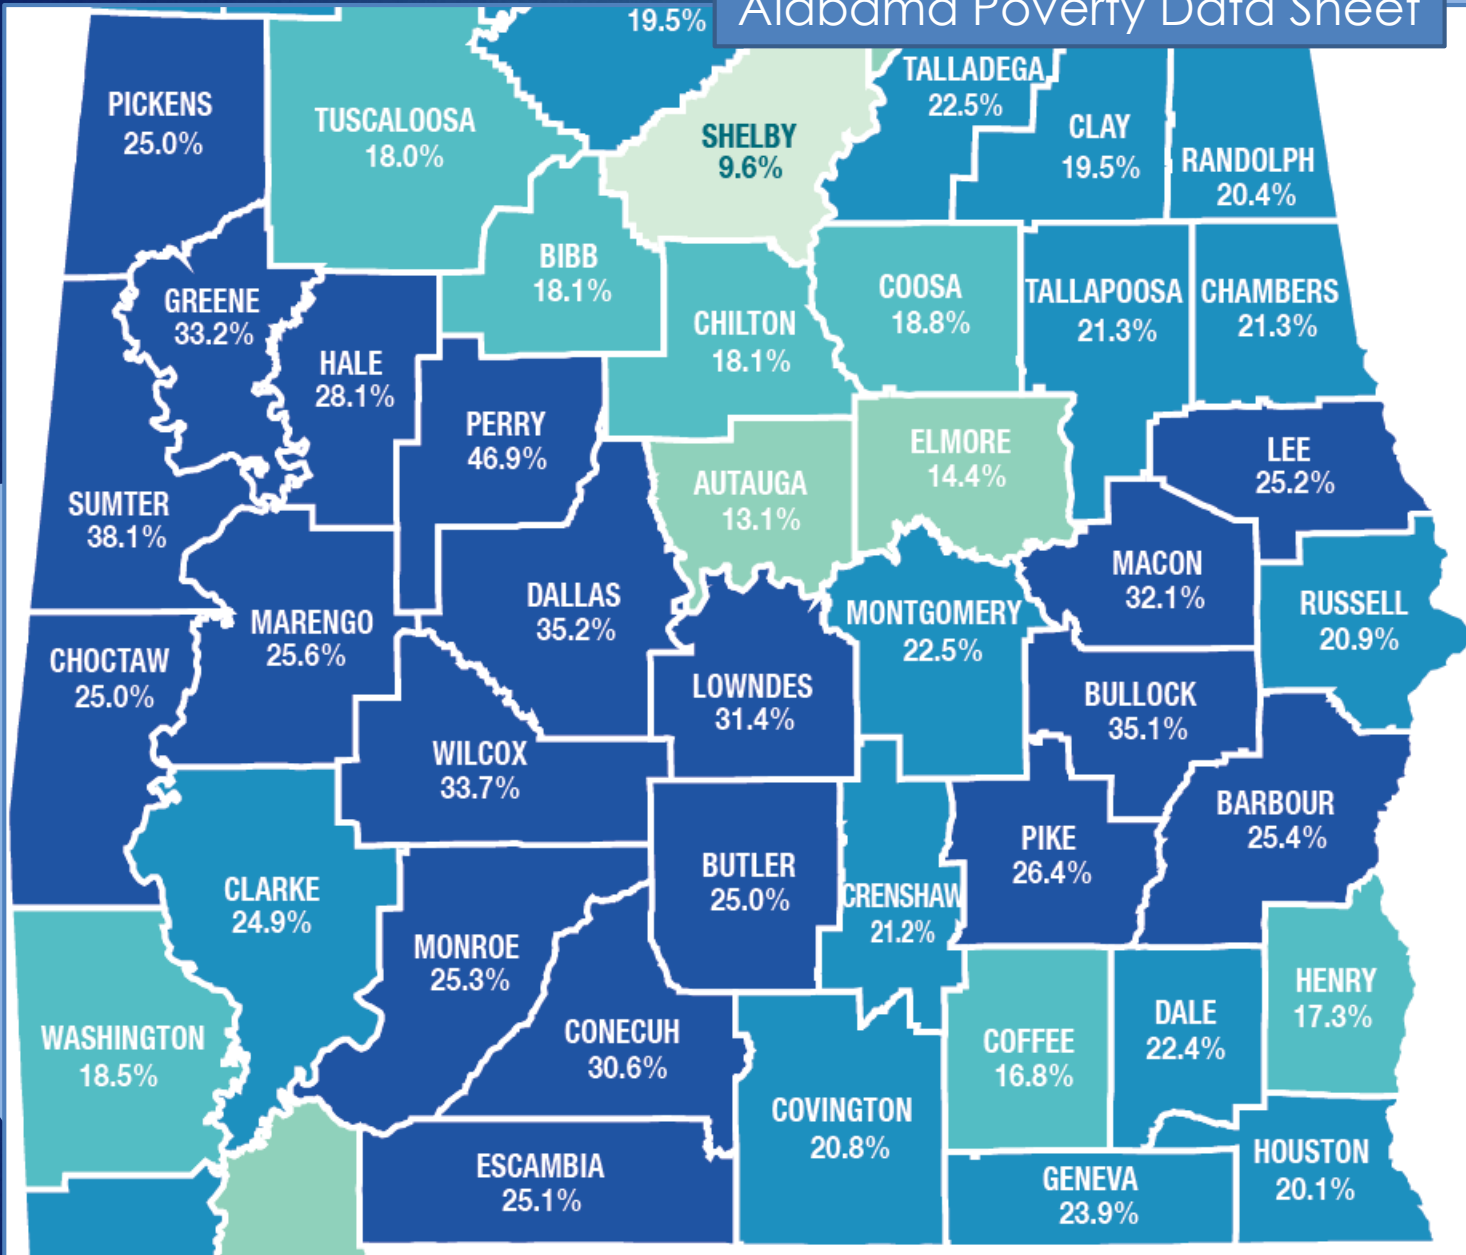 Alabama Poverty Data Sheet
19.5%
PICKENS
25.0%
TUSCALOOSA
18.0%
SHELBY
9.6%
TALLADEGA
22.5%
CLAY
19.5%
RANDOLPH
20.4%
GREENE
33.2%
BIBB
18.1%
HALE
28.1%
CHILTON
18.1%
COOSA
18.8%
TALLAPOOSA
21.3%
CHAMBERS
21.3%
PERRY
46.9%
SUMTER
38.1%
AUTAUGA
13.1%
ELMORE
14.4%
LEE
25.2%
MACON
32.1%
DALLAS
35.2%
MARENGO
25.6%
MONTGOMERY
22.5%
RUSSELL
20.9%
CHOCTAW
25.0%
LOWNDES
31.4%
BULLOCK
35.1%
WILCOX
33.7%
BARBOUR
25.4%
PIKE
26.4%
BUTLER
25.0%
CRENSHAW
21.2%
CLARKE
24.9%
MONROE
25.3%
CONECUH
30.6%
HENRY
17.3%
DALE
22.4%
COFFEE
16.8%
WASHINGTON
18.5%
COVINGTON
20.8%
ESCAMBIA
25.1%
GENEVA
23.9%
HOUSTON
20.1%